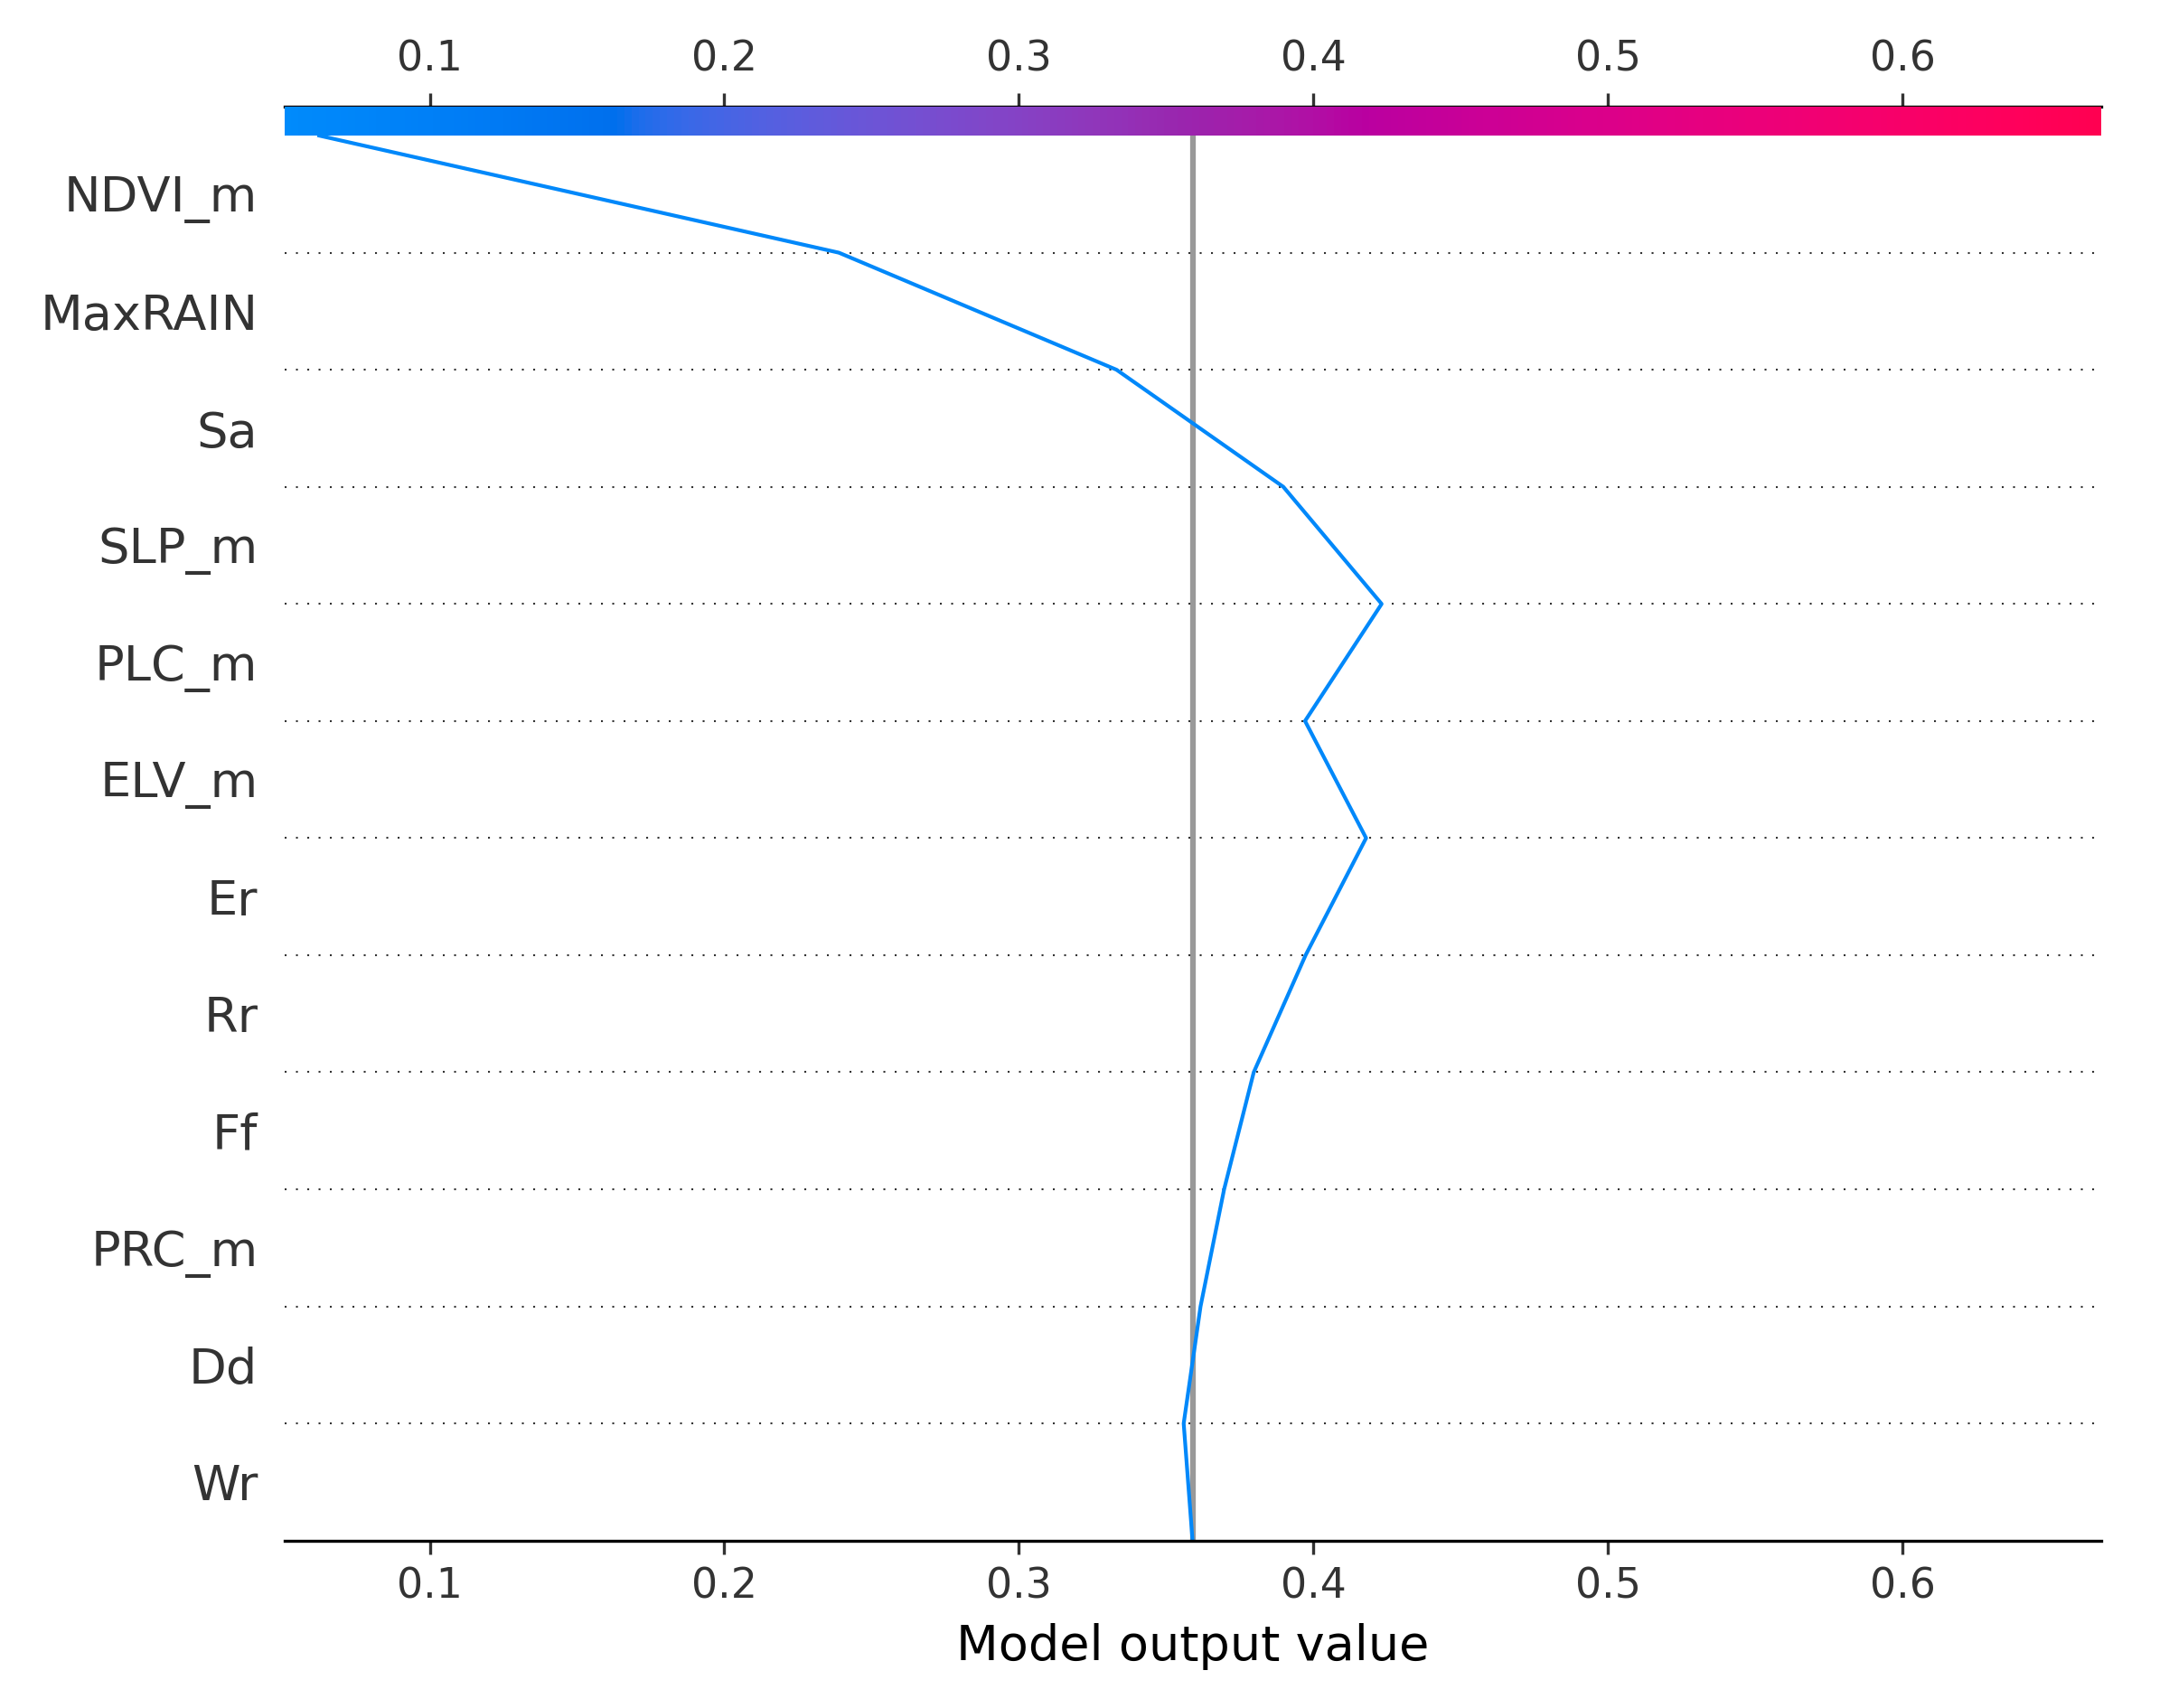 0.1 0.2 0.3 0.4 0.5 0.6
NDVI_m
MaxRAIN
Sa
SLP_m
PLC_m
ELV_m
Er
Rr
Ff
PRC_m
Dd
Wr
0.1 0.2 0.3 0.4 0.5 0.6
Model output value